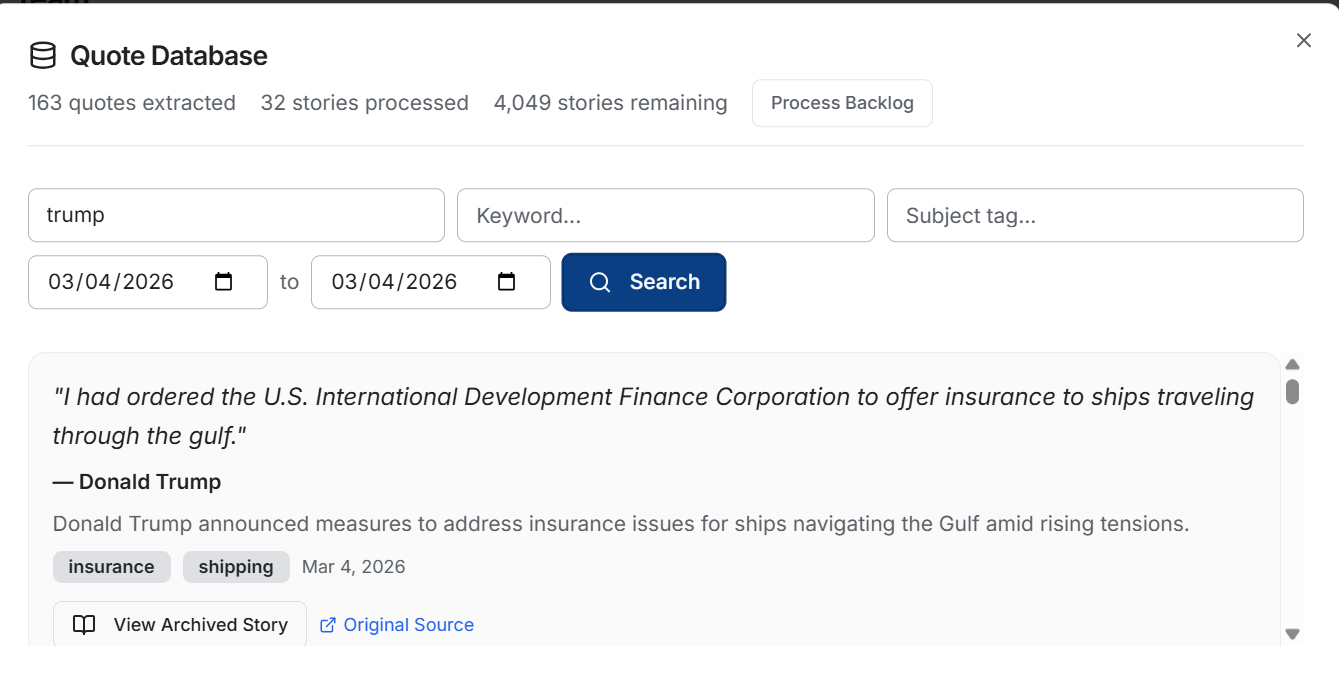 Quote Database
163 quotes extracted 32 stories processed 4,049 stories remaining Process Backlog
trump Keyword... Subject tag...
03/04/2026 to 03/04/2026 Search
"I had ordered the U.S. International Development Finance Corporation to offer insurance to ships traveling
through the gulf."
— Donald Trump
Donald Trump announced measures to address insurance issues for ships navigating the Gulf amid rising tensions.
insurance shipping Mar 4, 2026
View Archived Story Original Source